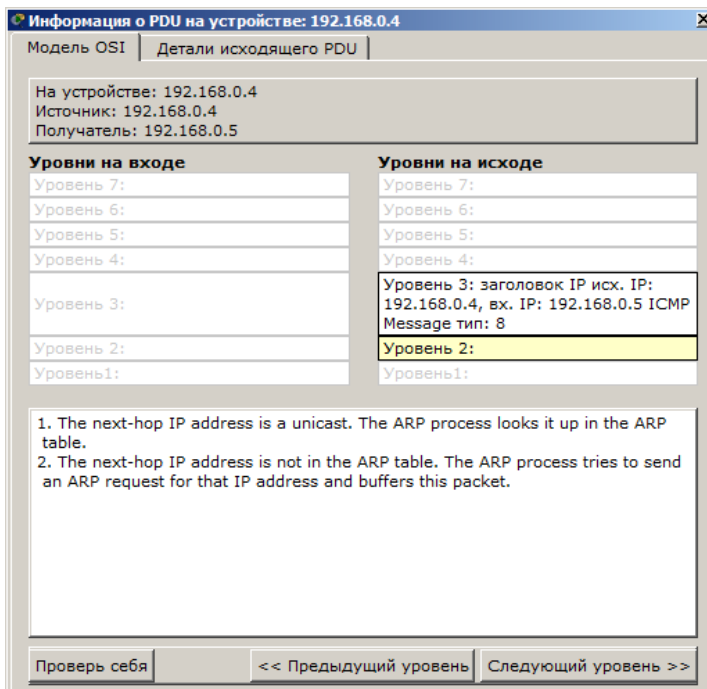 Информация о PDU на устройстве: 192.168.0.4
Модель OSI
Детали исходящего PDU
На устройстве: 192.168.0.4
Источник: 192.168.0.4
Получатель: 192.168.0.5
Уровни на входе
Уровень 7:
Уровень 6:
Уровень 5:
Уровень 4:
Уровень 3:
Уровень 2:
Уровень1:
Уровни на исходе
Уровень 7:
Уровень 6:
Уровень 5:
Уровень 4:
Уровень 3: заголовок IP исх. IP:
192.168.0.4, вх. IP: 192.168.0.5 ICMP
Message тип: 8
Уровень 2:
Уровень1:
1. The next-hop IP address is a unicast. The ARP process looks it up in the ARP
table.
2. The next-hop IP address is not in the ARP table. The ARP process tries to send
an ARP request for that IP address and buffers this packet.
Проверь себя
<< Предыдущий уровень
Следующий уровень >>